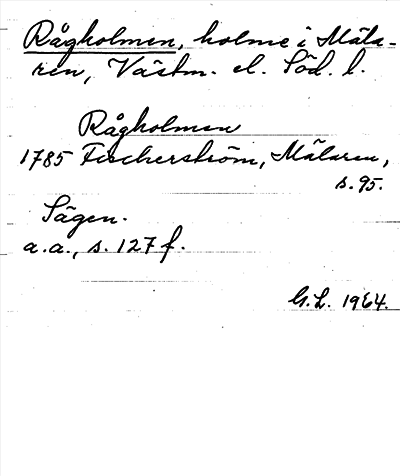 Rågholmen, holme i Mäla-
ren, Västm. el. Söd. l.
Rågholmen
1785 Fischerström, Mälaren,
s. 95.
Sägen.
a.a., s. 127 f.
G.L. 1964.